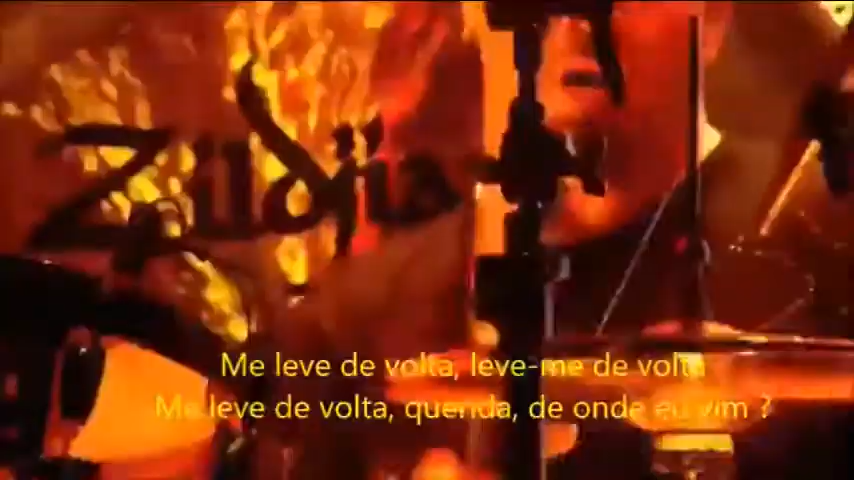 Zildjian
Me leve de volta, leve-me de volta
Me leve de volta, querida, de onde eu vim ?